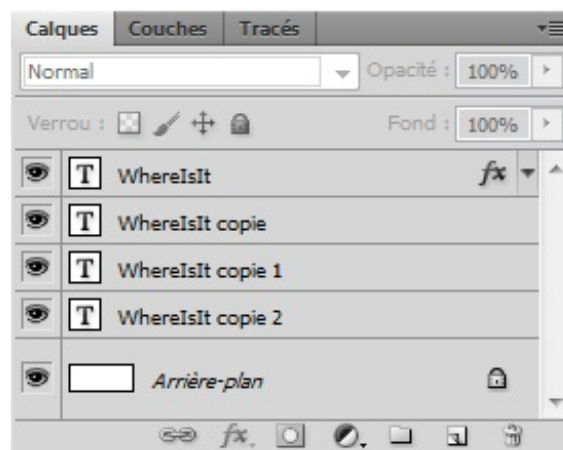 Calques Couches Tracés
Normal Opacité : 100%
Verrou : Fond : 100%
T WhereIsIt fx
T WhereIsIt copie
T WhereIsIt copie 1
T WhereIsIt copie 2
Arrière-plan
fx.